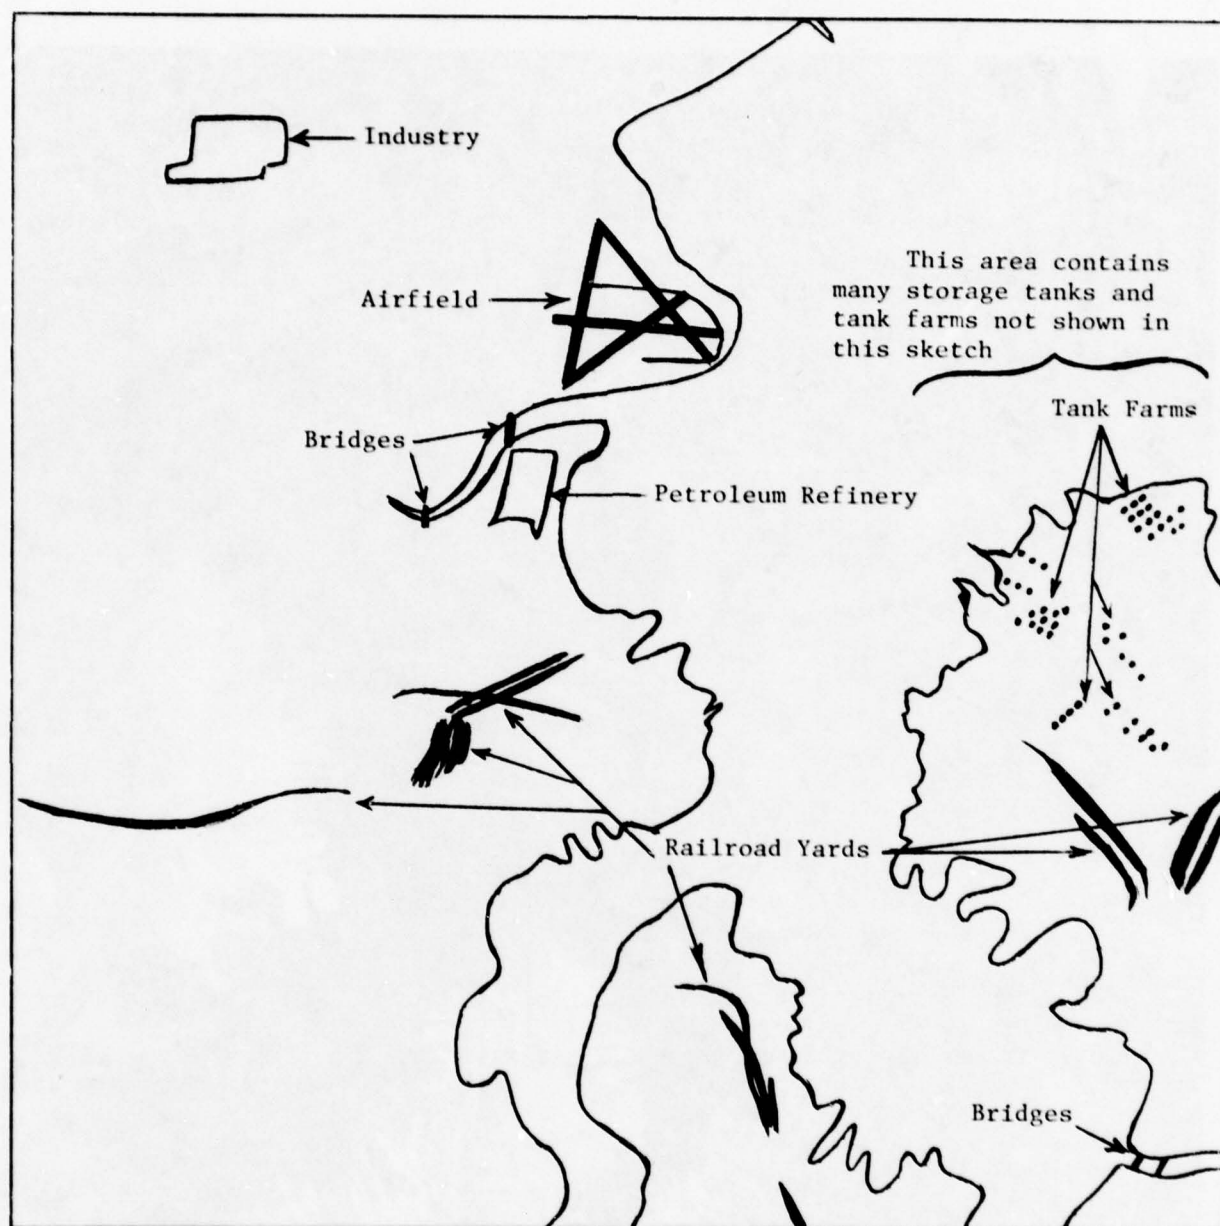 Industry
This area contains
many storage tanks and
tank farms not shown in
this sketch
Airfield
Tank Farms
Bridges
Petroleum Refinery
Railroad Yards
Bridges